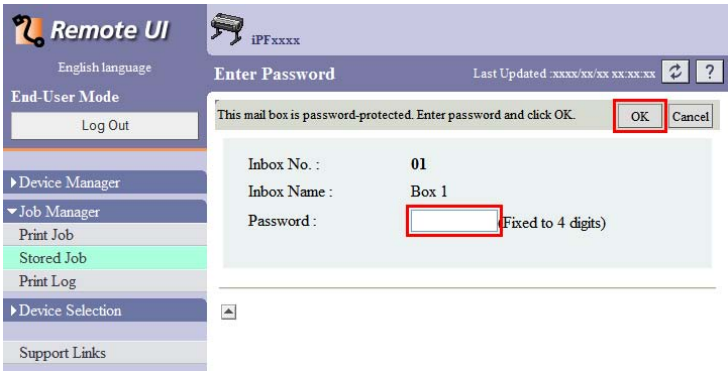 Remote UI
English language
End-User Mode
Log Out
Device Manager
Job Manager
Print Job
Stored Job
Print Log
Device Selection
Support Links
iPFxxxx
Enter Password
Last Updated :xxxx/xx/xx xx:xx:xx
?
This mail box is password-protected. Enter password and click OK.
OK
Cancel
Inbox No. : 01
Inbox Name : Box 1
Password : (Fixed to 4 digits)